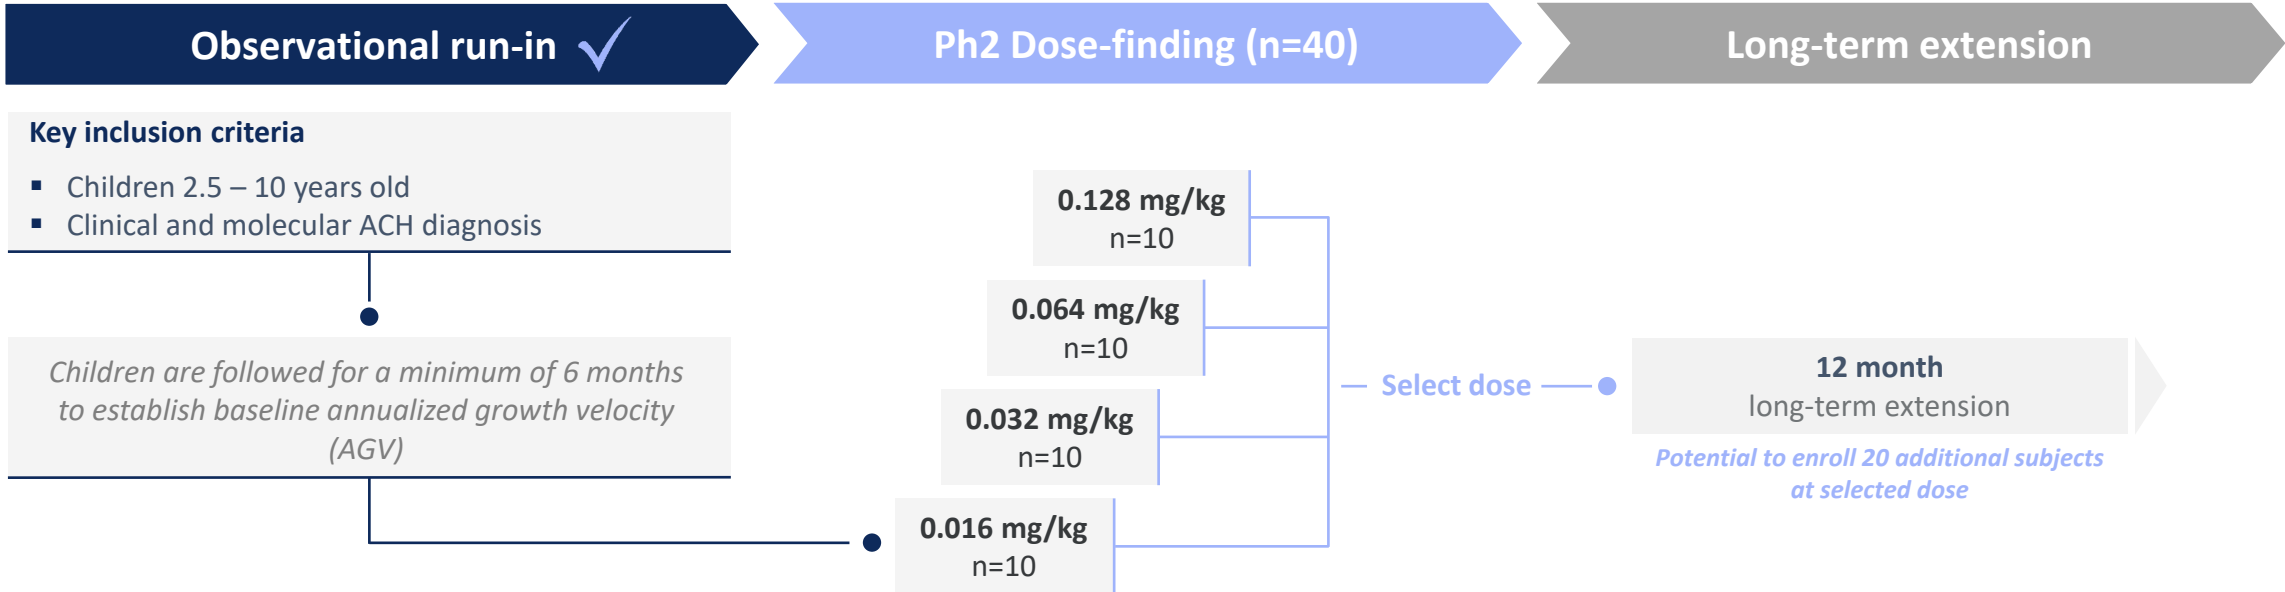 Observational run-in
Ph2 Dose-finding (n=40)
Long-term extension
Key inclusion criteria
▪ Children 2.5 – 10 years old
▪ Clinical and molecular ACH diagnosis
Children are followed for a minimum of 6 months
to establish baseline annualized growth velocity
(AGV)
0.128 mg/kg
n=10
0.064 mg/kg
n=10
0.032 mg/kg
n=10
0.016 mg/kg
n=10
Select dose
12 month
long-term extension
Potential to enroll 20 additional subjects
at selected dose